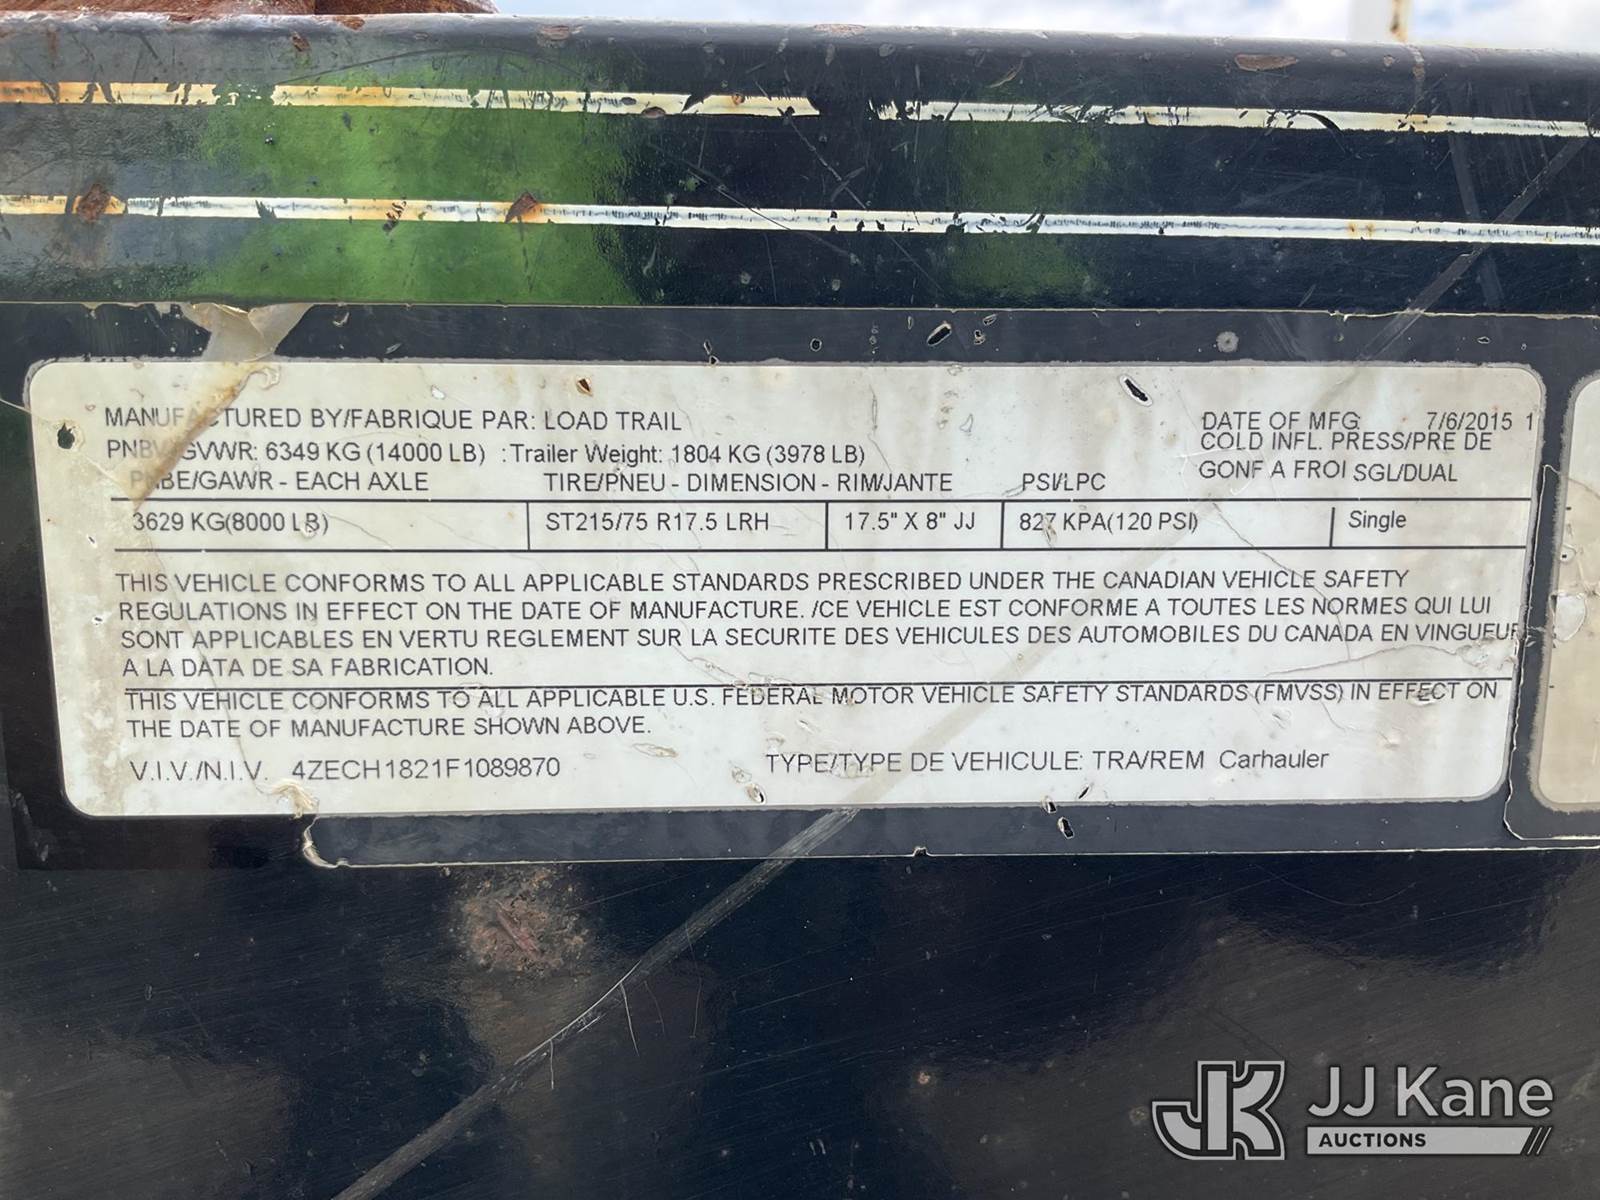 MANUFACTURED BY/FABRIQUE PAR: LOAD TRAIL DATE OF MFG 7/6/2015 1
PNBV/GVWR: 6349 KG (14000 LB) : Trailer Weight: 1804 KG (3978 LB) COLD INFL. PRESS/PRE DE
PNBE/GAWR - EACH AXLE TIRE/PNEU - DIMENSION - RIM/JANTE PSI/LPC GONF A FROI SGL/DUAL
3629 KG(8000 LB) ST215/75 R17.5 LRH 17.5" X 8" JJ 827 KPA(120 PSI) Single
THIS VEHICLE CONFORMS TO ALL APPLICABLE STANDARDS PRESCRIBED UNDER THE CANADIAN VEHICLE SAFETY
REGULATIONS IN EFFECT ON THE DATE OF MANUFACTURE. /CE VEHICLE EST CONFORME A TOUTES LES NORMES QUI LUI
SONT APPLICABLES EN VERTU REGLEMENT SUR LA SECURITE DES VEHICULES DES AUTOMOBILES DU CANADA EN VINGUEUR
A LA DATA DE SA FABRICATION.
THIS VEHICLE CONFORMS TO ALL APPLICABLE U.S. FEDERAL MOTOR VEHICLE SAFETY STANDARDS (FMVSS) IN EFFECT ON
THE DATE OF MANUFACTURE SHOWN ABOVE.
V.I.V./N.I.V. 4ZECH1821F1089870 TYPE/TYPE DE VEHICULE: TRA/REM Carhauler
JK JJ Kane
AUCTIONS